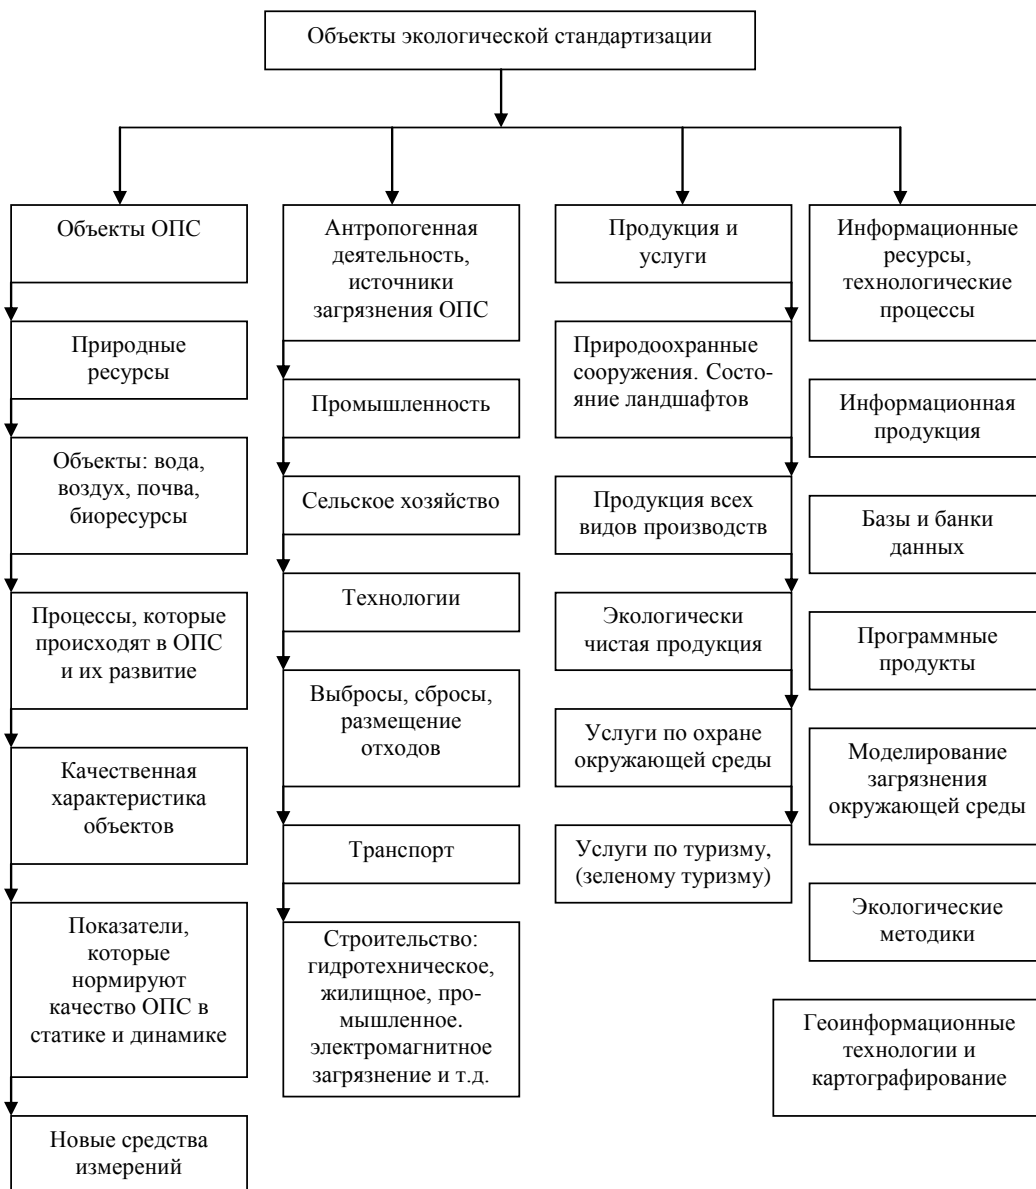 Объекты экологической стандартизации
Объекты ОПС
Природные
ресурсы
Объекты: вода,
воздух, почва,
биоресурсы
Процессы, которые
происходят в ОПС
и их развитие
Качественная
характеристика
объектов
Показатели,
которые
нормируют
качество ОПС в
статике и динамике
Новые средства
измерений
Антропогенная
деятельность,
источники
загрязнения ОПС
Промышленность
Сельское хозяйство
Технологии
Выбросы, сбросы,
размещение
отходов
Транспорт
Строительство:
гидротехническое,
жилищное, про-
мышленное.
электромагнитное
загрязнение и т.д.
Продукция и
услуги
Природоохранные
сооружения. Состо-
яние ландшафтов
Продукция всех
видов производств
Экологически
чистая продукция
Услуги по охране
окружающей среды
Услуги по туризму,
(зеленому туризму)
Информационные
ресурсы,
технологические
процессы
Информационная
продукция
Базы и банки
данных
Программные
продукты
Моделирование
загрязнения
окружающей среды
Экологические
методики
Геоинформационные
технологии и
картографирование